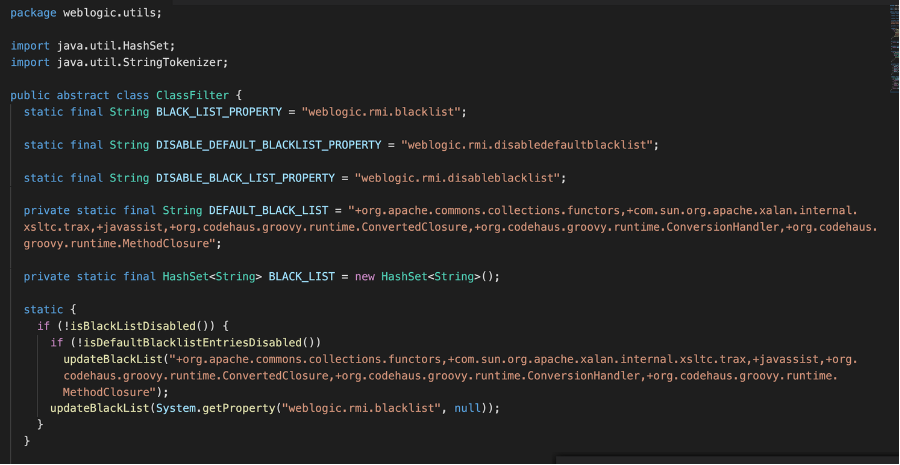 package weblogic.utils;
import java.util.HashSet;
import java.util.StringTokenizer;
public abstract class ClassFilter {
static final String BLACK_LIST_PROPERTY = "weblogic.rmi.blacklist";
static final String DISABLE_DEFAULT_BLACKLIST_PROPERTY = "weblogic.rmi.disabledefaultblacklist";
static final String DISABLE_BLACK_LIST_PROPERTY = "weblogic.rmi.disableblacklist";
private static final String DEFAULT_BLACK_LIST = "+org.apache.commons.collections.functors,+com.sun.org.apache.xalan.internal.
xsltc.trax,+javassist,+org.codehaus.groovy.runtime.ConvertedClosure,+org.codehaus.groovy.runtime.ConversionHandler,+org.codehaus.
groovy.runtime.MethodClosure";
private static final HashSet<String> BLACK_LIST = new HashSet<String>();
static {
if (!isBlackListDisabled()) {
if (!isDefaultBlacklistEntriesDisabled())
updateBlackList("+org.apache.commons.collections.functors,+com.sun.org.apache.xalan.internal.xsltc.trax,+javassist,+org.
codehaus.groovy.runtime.ConvertedClosure,+org.codehaus.groovy.runtime.ConversionHandler,+org.codehaus.groovy.runtime.
MethodClosure");
updateBlackList(System.getProperty("weblogic.rmi.blacklist", null));
}
}